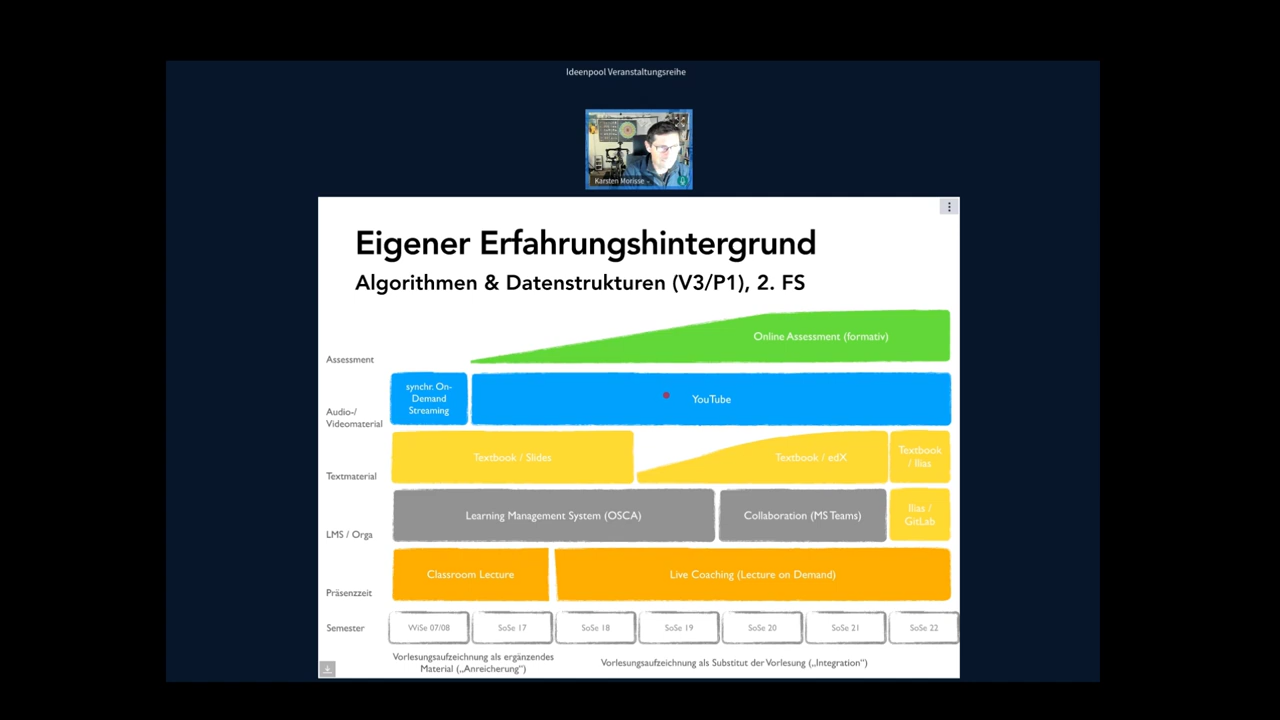 Ideenpool Veranstaltungsreihe
Karsten Morisse
Eigener Erfahrungshintergrund
Algorithmen & Datenstrukturen (V3/P1), 2. FS
Online Assessment (formativ)
Assessment
synchr. On-
Demand
Streaming
YouTube
Audio-/
Videomaterial
Textbook / Slides
Textbook / edX
Textbook
/ Ilias
Textmaterial
Learning Management System (OSCA)
Collaboration (MS Teams)
Ilias /
GitLab
LMS / Orga
Classroom Lecture
Live Coaching (Lecture on Demand)
Präsenzzeit
Semester
WiSe 07/08
SoSe 17
SoSe 18
SoSe 19
SoSe 20
SoSe 21
SoSe 22
Vorlesungsaufzeichnung als ergänzendes
Material („Anreicherung“)
Vorlesungsaufzeichnung als Substitut der Vorlesung („Integration“)